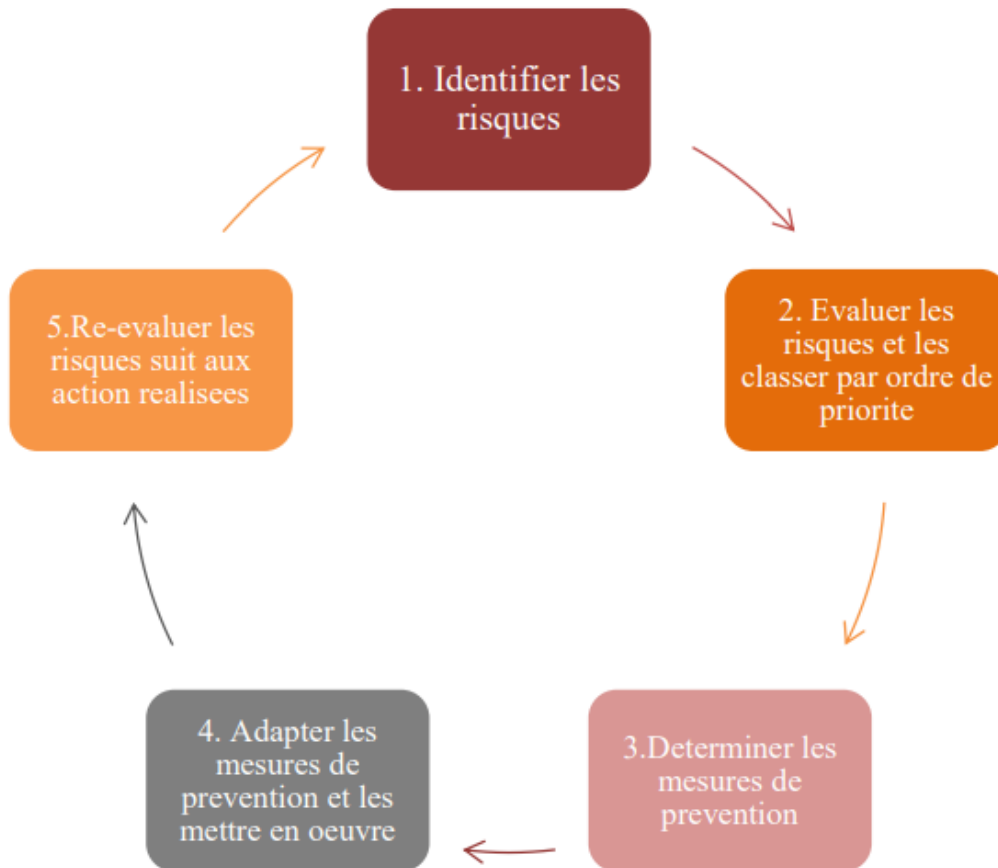 1. Identifier les
risques
2. Evaluer les
risques et les
classer par ordre de
priorite
3.Determiner les
mesures de
prevention
4. Adapter les
mesures de
prevention et les
mettre en oeuvre
5.Re-evaluer les
risques suit aux
action realisees